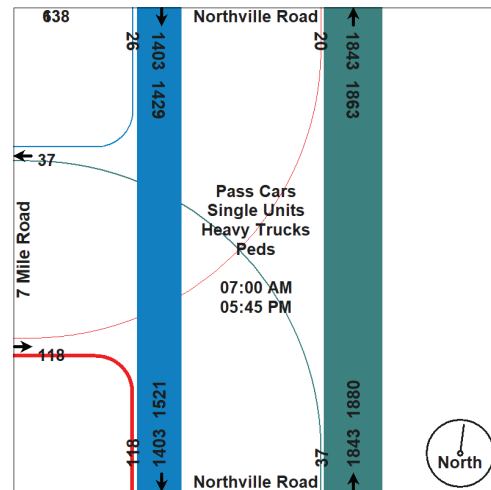 Northville Road
26
1403 1429
20
1843 1863
37
7 Mile Road
Pass Cars
Single Units
Heavy Trucks
Peds
07:00 AM
05:45 PM
118
118
1403 1521
37
1843 1880
North
Northville Road